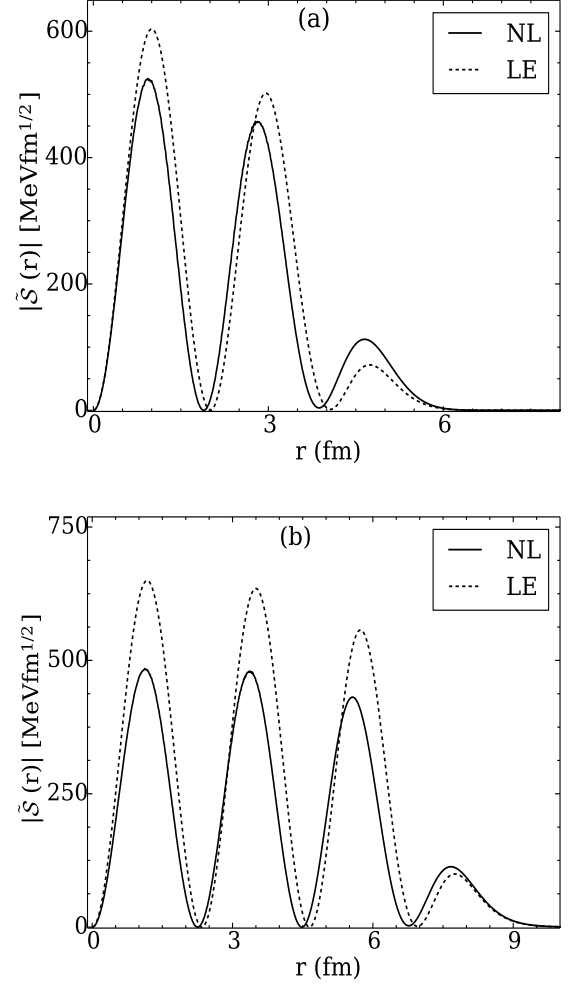 (a)
NL
LE
600
400
200
0
|S̃ (r)| [MeVfm^{1/2}]
0 3 6
r (fm)
(b)
NL
LE
750
500
250
0
|S̃ (r)| [MeVfm^{1/2}]
0 3 6 9
r (fm)